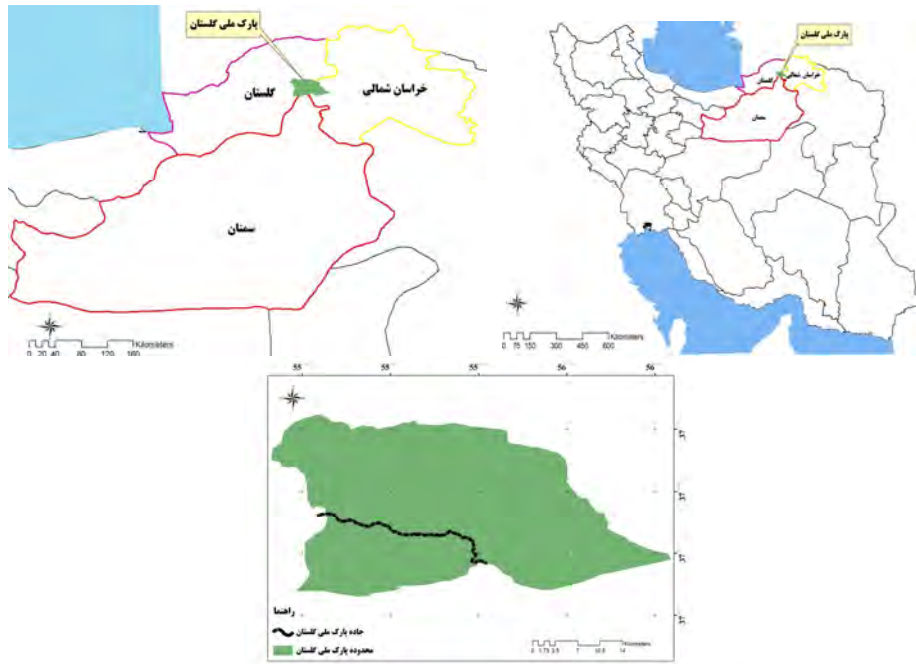 پارک ملی گلستان
گلستان
خراسان شمالی
سمنان
Kilometers
0 20 40 80 120 160
پارک ملی گلستان
گلستان
خراسان شمالی
سمنان
Kilometers
0 75 150 300 450 600
55 55 55 56
37
37
37
37
راهنما
جاده پارک ملی گلستان
محدوده پارک ملی گلستان
Kilometers
0 1.75 3.5 7 10.5 14